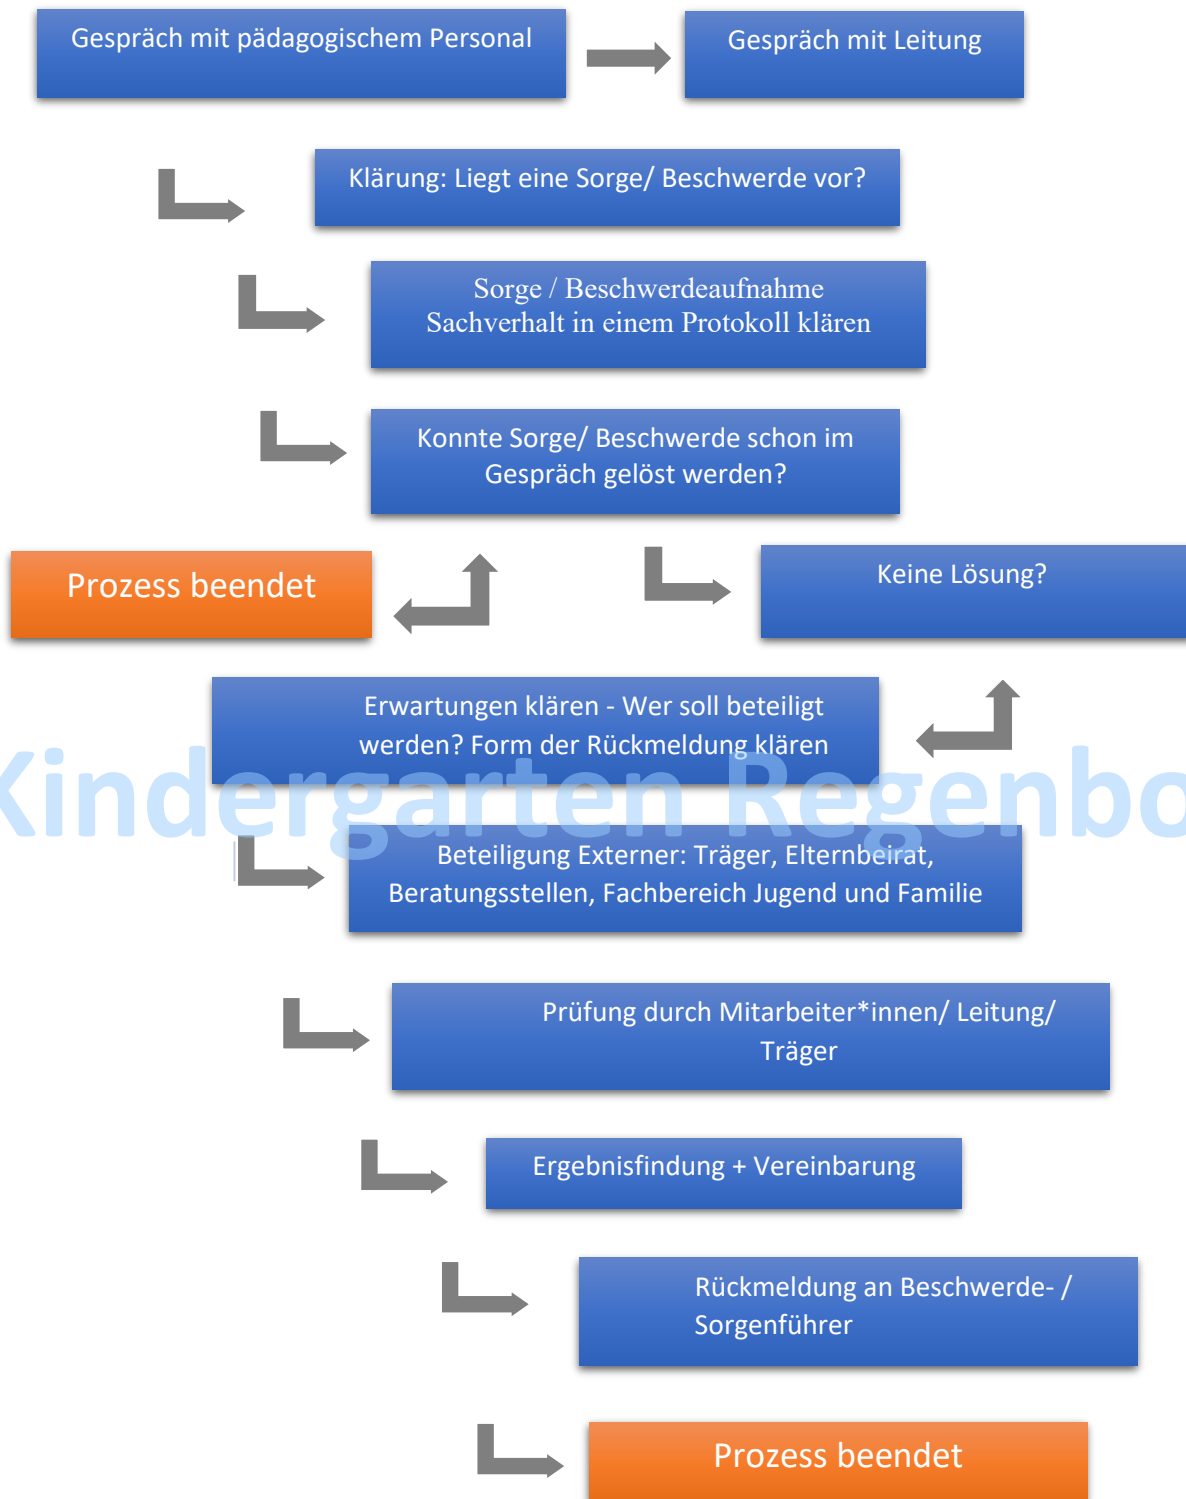 Gespräch mit pädagogischem Personal
Gespräch mit Leitung
Klärung: Liegt eine Sorge/ Beschwerde vor?
Sorge / Beschwerdeaufnahme
Sachverhalt in einem Protokoll klären
Konnte Sorge/ Beschwerde schon im
Gespräch gelöst werden?
Prozess beendet
Keine Lösung?
Erwartungen klären - Wer soll beteiligt
werden? Form der Rückmeldung klären
Kindergarten Regenbo
Beteiligung Externer: Träger, Elternbeirat,
Beratungsstellen, Fachbereich Jugend und Familie
Prüfung durch Mitarbeiter*innen/ Leitung/
Träger
Ergebnisfindung + Vereinbarung
Rückmeldung an Beschwerde- /
Sorgenführer
Prozess beendet